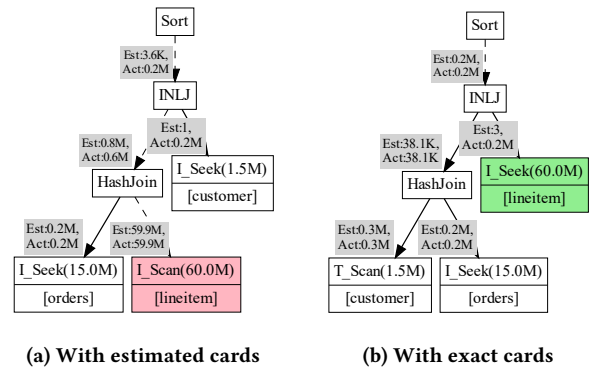 Sort
Est:3.6K,
Act:0.2M
INLJ
Est:0.8M,
Act:0.6M
Est:1,
Act:0.2M
HashJoin
I_Seek(1.5M)
[customer]
Est:0.2M,
Act:0.2M
Est:59.9M,
Act:59.9M
I_Seek(15.0M)
[orders]
I_Scan(60.0M)
[lineitem]
(a) With estimated cards
Sort
Est:0.2M,
Act:0.2M
INLJ
Est:38.1K,
Act:38.1K
Est:3,
Act:0.2M
HashJoin
I_Seek(60.0M)
[lineitem]
Est:0.3M,
Act:0.3M
Est:0.2M,
Act:0.2M
T_Scan(1.5M)
[customer]
I_Seek(15.0M)
[orders]
(b) With exact cards